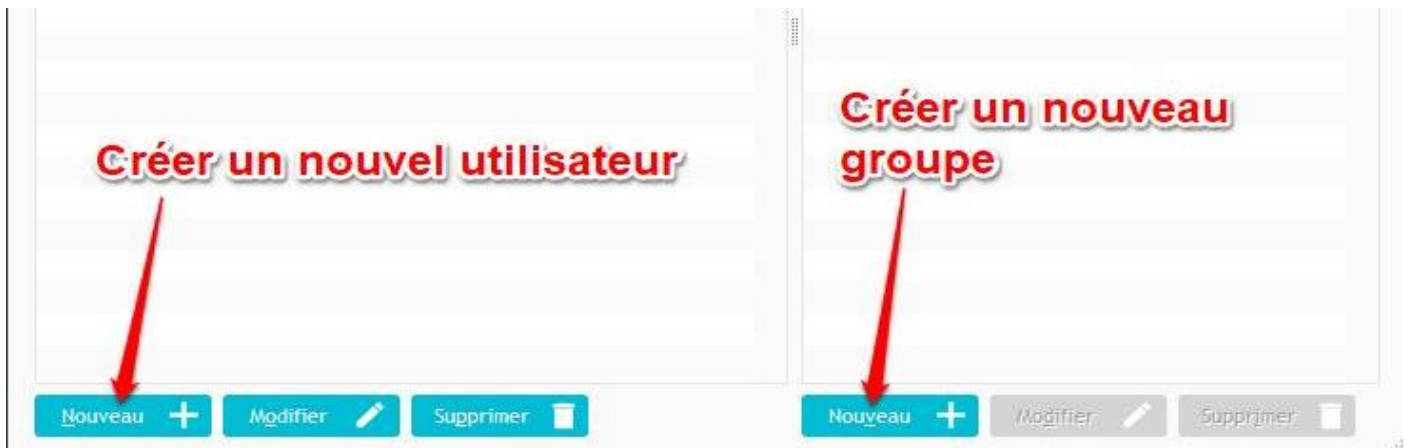 Créer un nouvel utilisateur
Créer un nouveau
groupe
Nouveau
Modifier
Supprimer
Nouveau
Modifier
Supprimer